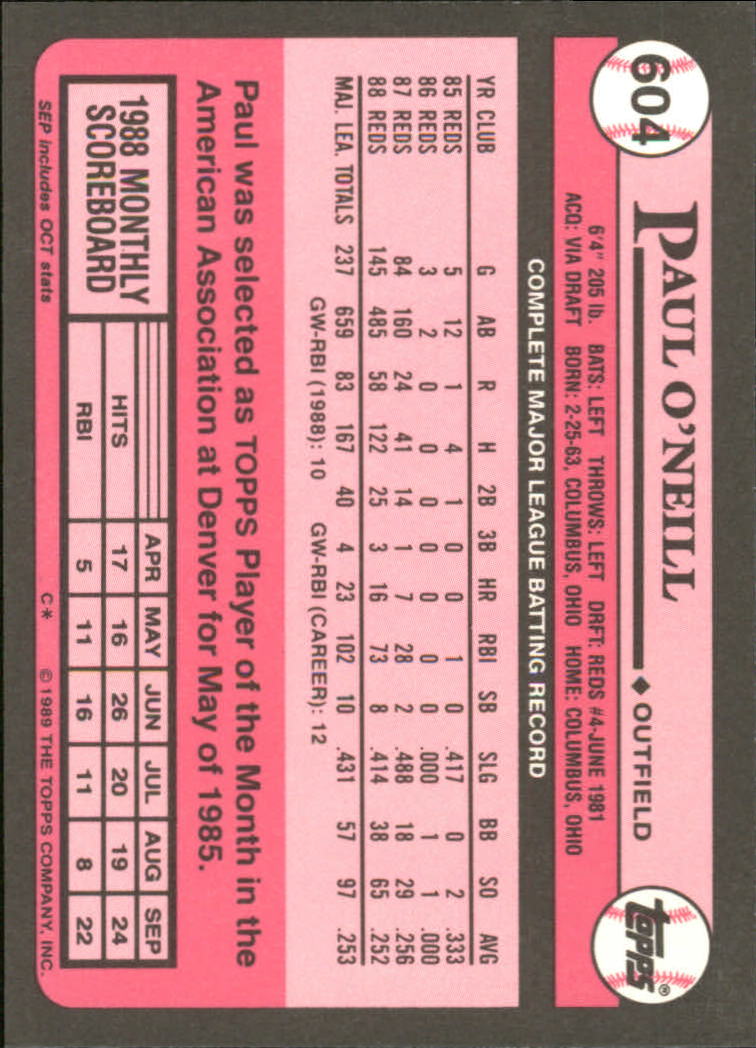 604
PAUL O'NEILL
◆ OUTFIELD
topps®
6'4" 205 lb. BATS: LEFT THROWS: LEFT DRFT: REDS #4-JUNE 1981
ACQ: VIA DRAFT BORN: 2-25-63, COLUMBUS, OHIO HOME: COLUMBUS, OHIO
COMPLETE MAJOR LEAGUE BATTING RECORD
YR CLUB G AB R H 2B 3B HR RBI SB SLG BB SO AVG
85 REDS 5 12 1 4 1 0 0 1 0 .417 0 2 .333
86 REDS 3 2 0 0 0 0 0 0 0 .000 1 1 .000
87 REDS 84 160 24 41 14 1 7 28 2 .488 18 29 .256
88 REDS 145 485 58 122 25 3 16 73 8 .414 38 65 .252
MAJ. LEA. TOTALS 237 659 83 167 40 4 23 102 10 .431 57 97 .253
GW-RBI (1988): 10 GW-RBI (CAREER): 12
Paul was selected as TOPPS Player of the Month in the
American Association at Denver for May of 1985.
1988 MONTHLY
SCOREBOARD
APR MAY JUN JUL AUG SEP
HITS 17 16 26 20 19 24
RBI 5 11 16 11 8 22
SEP includes OCT stats C* © 1989 THE TOPPS COMPANY, INC.